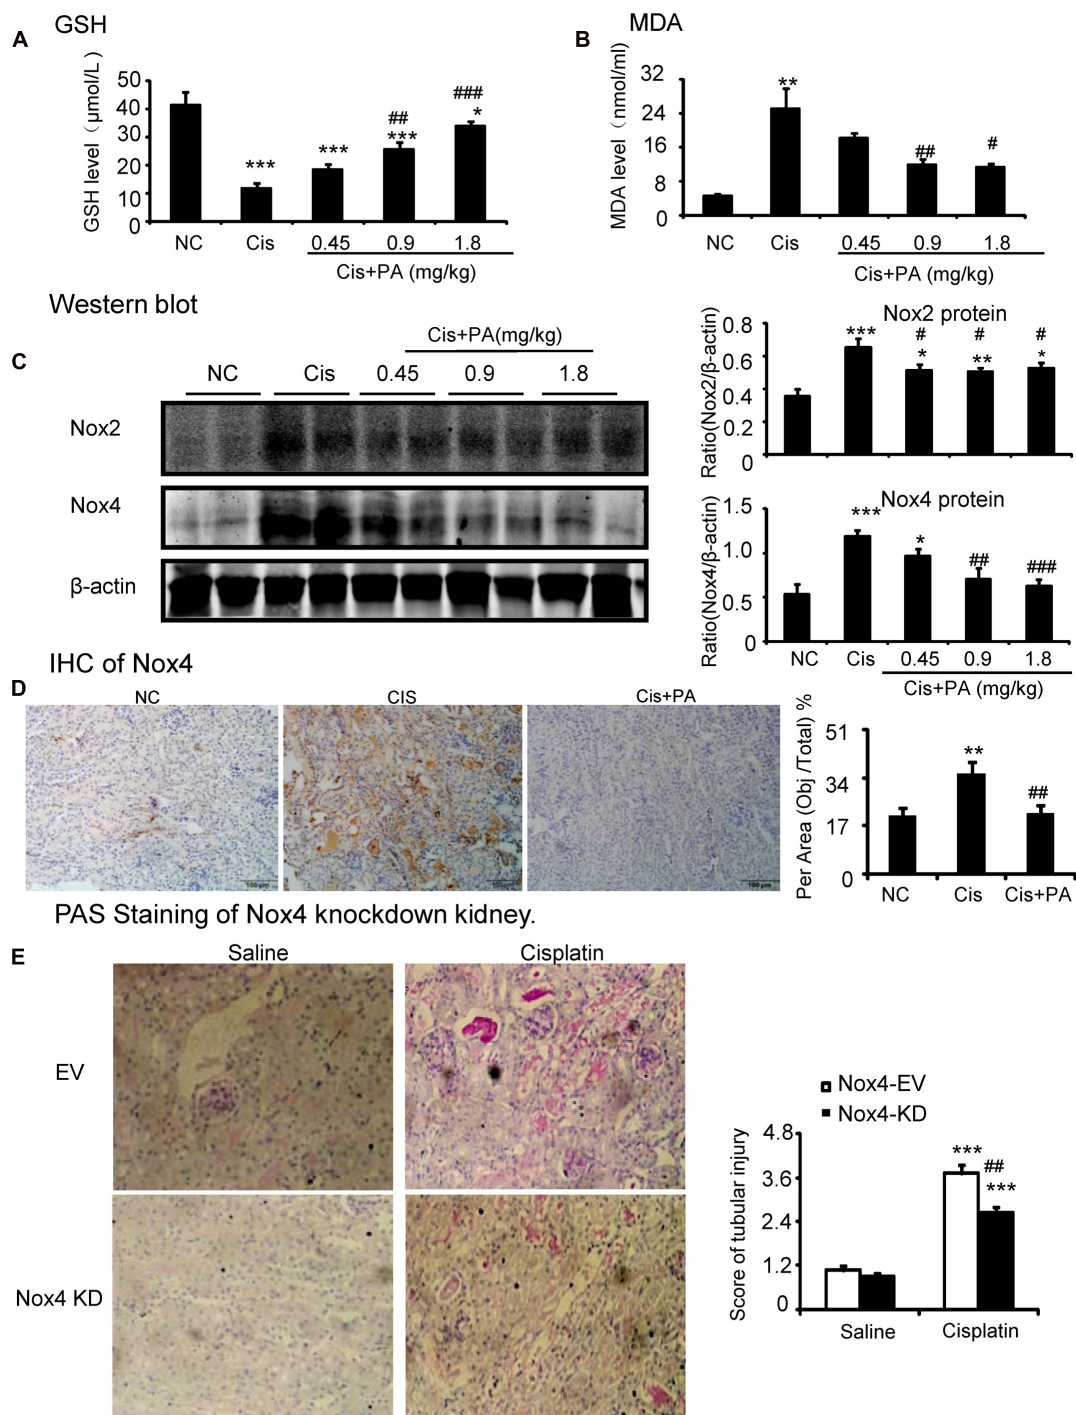 GSH
A
GSH level (μmol/L)
50
40
30
20
10
0
***
***
##
***
###
*
NC
Cis
0.45
0.9
1.8
Cis+PA (mg/kg)
MDA
B
MDA level (nmol/ml)
32
24
16
8
0
**
##
#
NC
Cis
0.45
0.9
1.8
Cis+PA (mg/kg)
Western blot
C
Cis+PA(mg/kg)
NC
Cis
0.45
0.9
1.8
Nox2
Nox4
β-actin
Nox2 protein
Ratio(Nox2/β-actin)
0.8
0.6
0.4
0.2
0
***
#
*
#
**
#
*
Nox4 protein
Ratio(Nox4/β-actin)
1.5
1.0
0.5
0
***
*
##
###
NC
Cis
0.45
0.9
1.8
Cis+PA (mg/kg)
IHC of Nox4
D
NC
CIS
Cis+PA
100 μm
100 μm
100 μm
Per Area (Obj /Total) %
51
34
17
0
**
##
NC
Cis
Cis+PA
PAS Staining of Nox4 knockdown kidney.
E
Saline
Cisplatin
EV
Nox4 KD
Nox4-EV
Nox4-KD
Score of tubular injury
4.8
3.6
2.4
1.2
0
***
##
***
Saline
Cisplatin